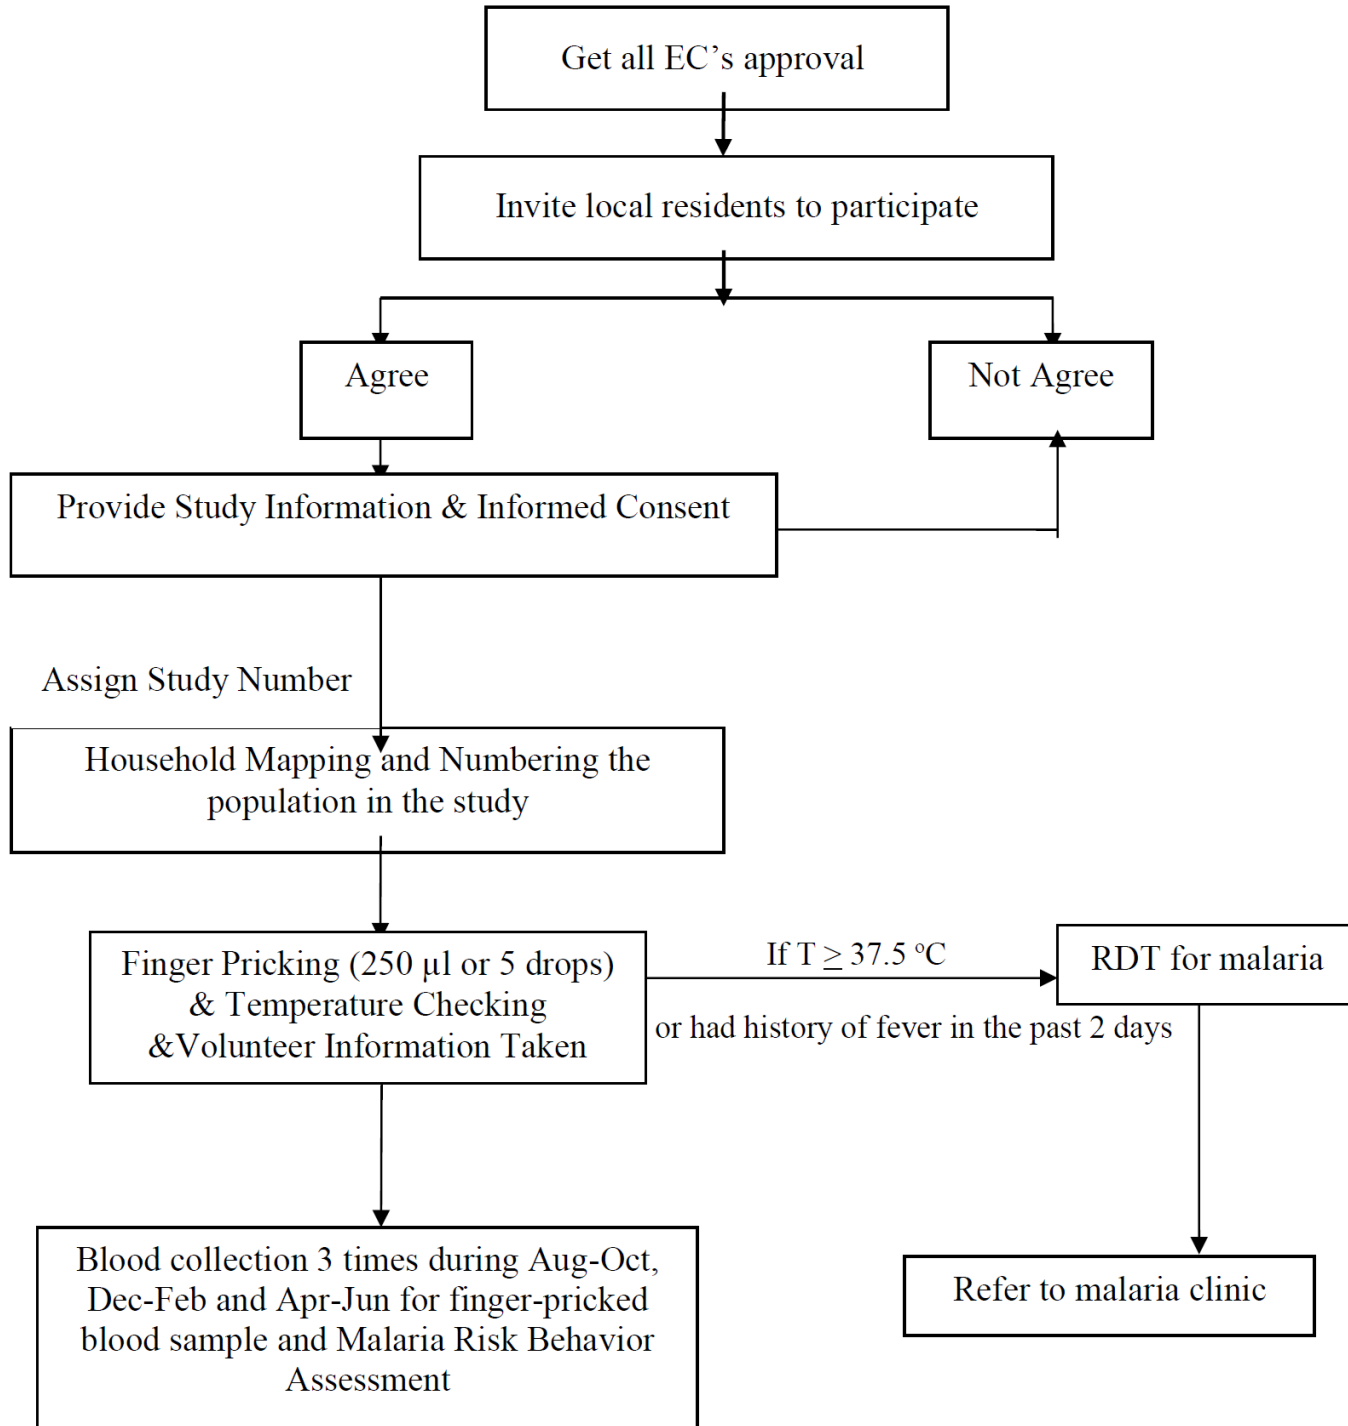 Get all EC’s approval
Invite local residents to participate
Agree
Not Agree
Provide Study Information & Informed Consent
Assign Study Number
Household Mapping and Numbering the
population in the study
Finger Pricking (250 µl or 5 drops)
& Temperature Checking
&Volunteer Information Taken
If T ≥ 37.5 °C
or had history of fever in the past 2 days
RDT for malaria
Blood collection 3 times during Aug-Oct,
Dec-Feb and Apr-Jun for finger-pricked
blood sample and Malaria Risk Behavior
Assessment
Refer to malaria clinic